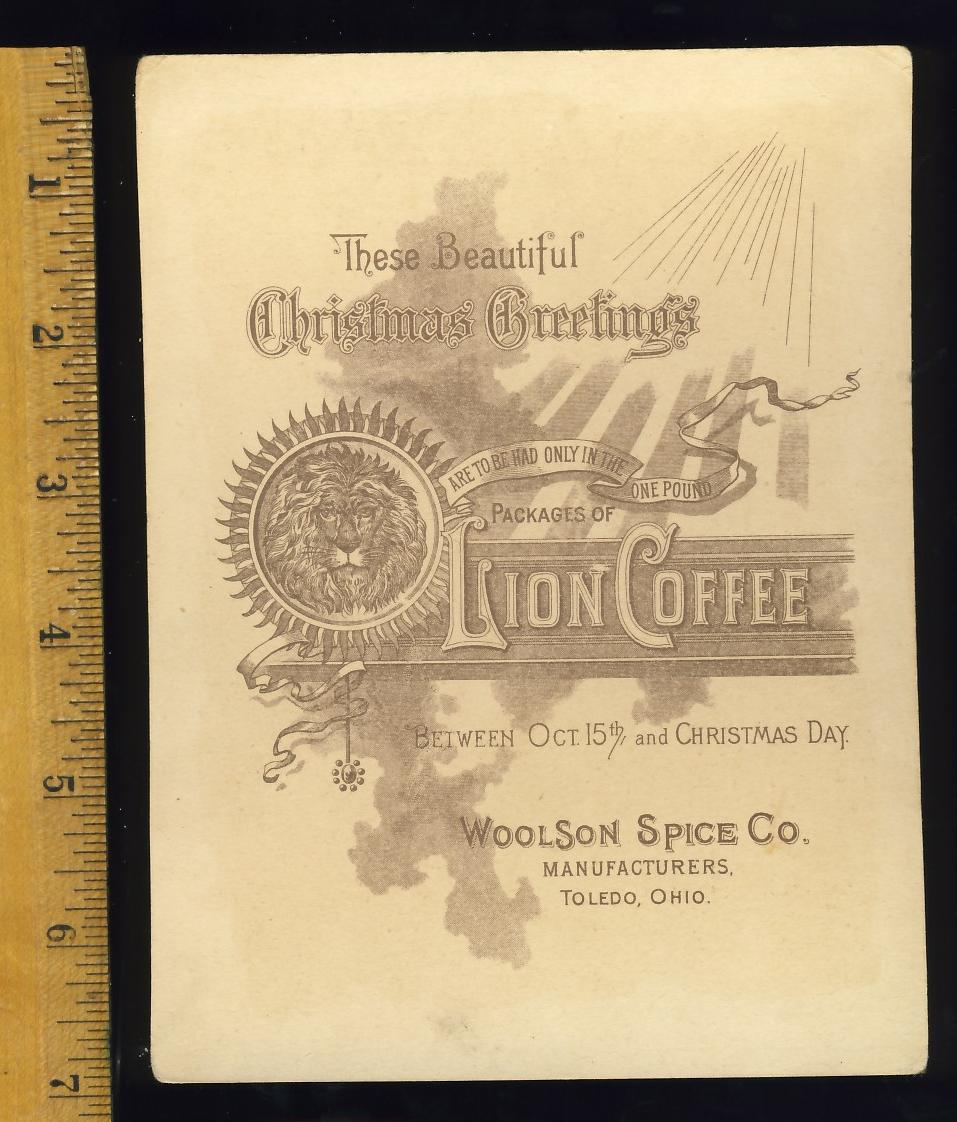 These Beautiful
Christmas Greetings
ARE TO BE HAD ONLY IN THE
ONE POUND
PACKAGES OF
LION COFFEE
BETWEEN OCT. 15th, and CHRISTMAS DAY.
WOOLSON SPICE CO.
MANUFACTURERS,
TOLEDO, OHIO.
1
2
3
4
5
6
7